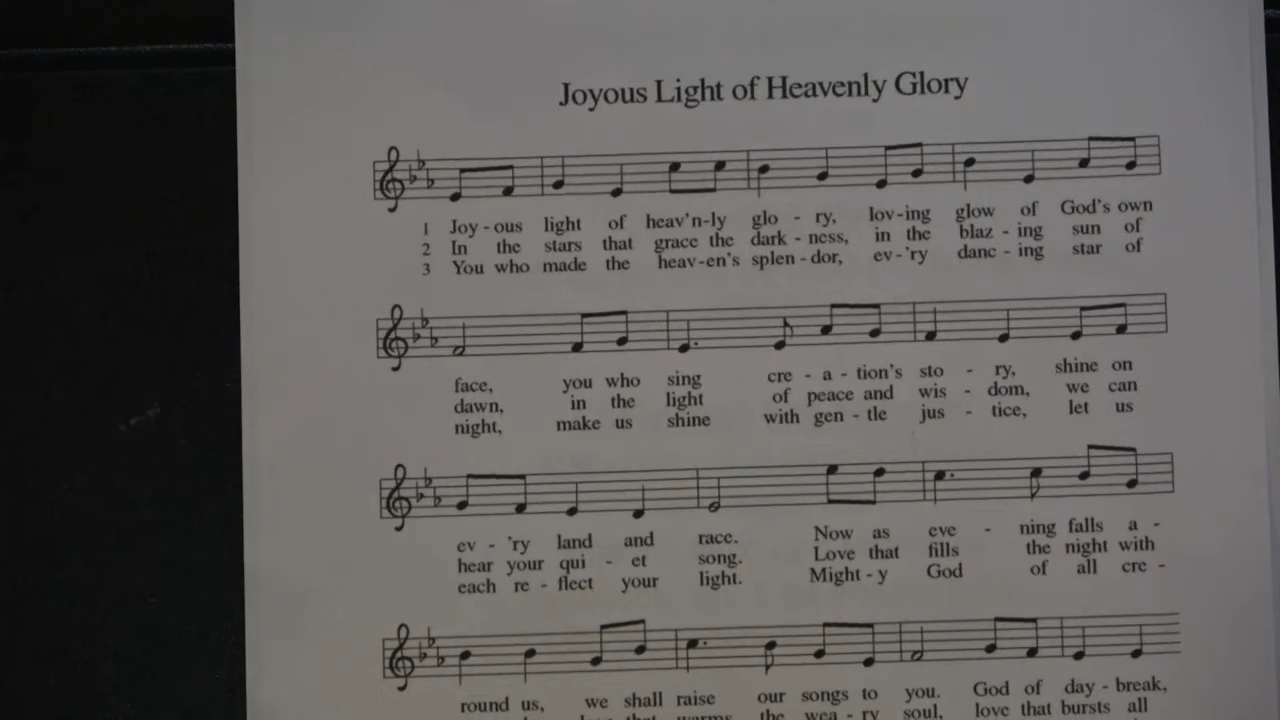 Joyous Light of Heavenly Glory
1 Joy - ous light of heav'n-ly glo - ry, lov-ing glow of God's own
2 In the stars that grace the dark - ness, in the blaz - ing sun of
3 You who made the heav-en's splen - dor, ev-'ry danc - ing star of
face, you who sing cre - a - tion's sto - ry, shine on
dawn, in the light of peace and wis - dom, we can
night, make us shine with gen - tle jus - tice, let us
ev - 'ry land and race. Now as eve - ning falls a -
hear your qui - et song. Love that fills the night with
each re - flect your light. Might - y God of all cre -
round us, we shall raise our songs to you. God of day - break,
that warms the wea - ry soul, love that bursts all